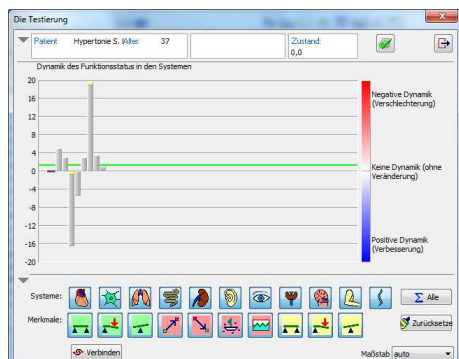 Die Testierung
Patient Hypertonie S. (Alter: 37 Zustand:
0,0
Dynamik des Funktionsstatus in den Systemen
20
16
12
8
4
0
-4
-8
-12
-16
-20
Negative Dynamik
(Verschlechterung)
Keine Dynamik (ohne
Veränderung)
Positive Dynamik
(Verbesserung)
Systeme: Σ Alle
Merkmale: Zurücksetze
Verbinden
Maßstab auto